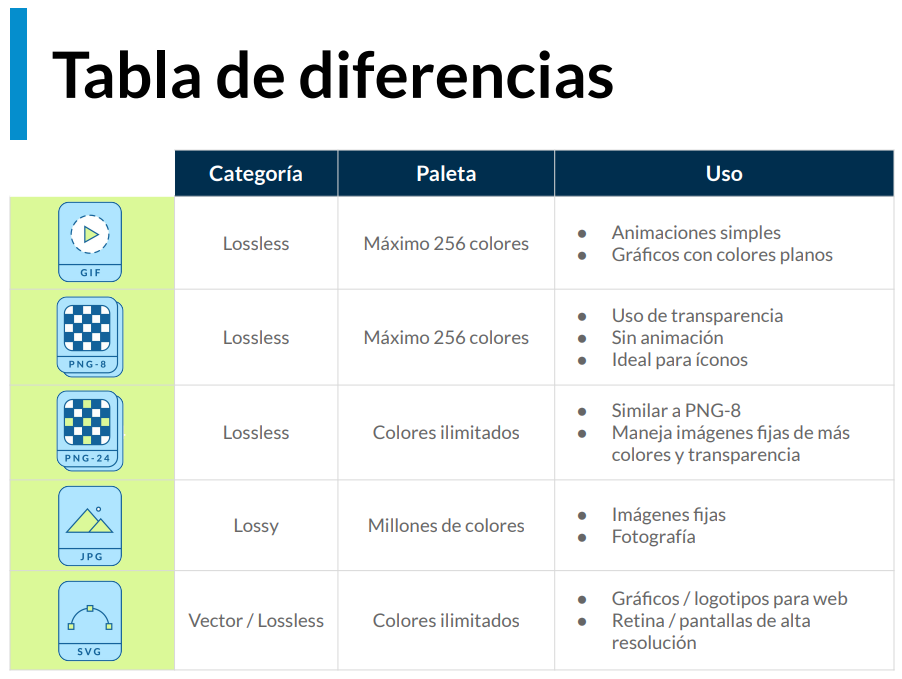 Tabla de diferencias
Categoría Paleta Uso
GIF
Lossless
Máximo 256 colores
● Animaciones simples
● Gráficos con colores planos
PNG-8
Lossless
Máximo 256 colores
● Uso de transparencia
● Sin animación
● Ideal para íconos
PNG-24
Lossless
Colores ilimitados
● Similar a PNG-8
● Maneja imágenes fijas de más
colores y transparencia
JPG
Lossy
Millones de colores
● Imágenes fijas
● Fotografía
SVG
Vector / Lossless
Colores ilimitados
● Gráficos / logotipos para web
● Retina / pantallas de alta
resolución